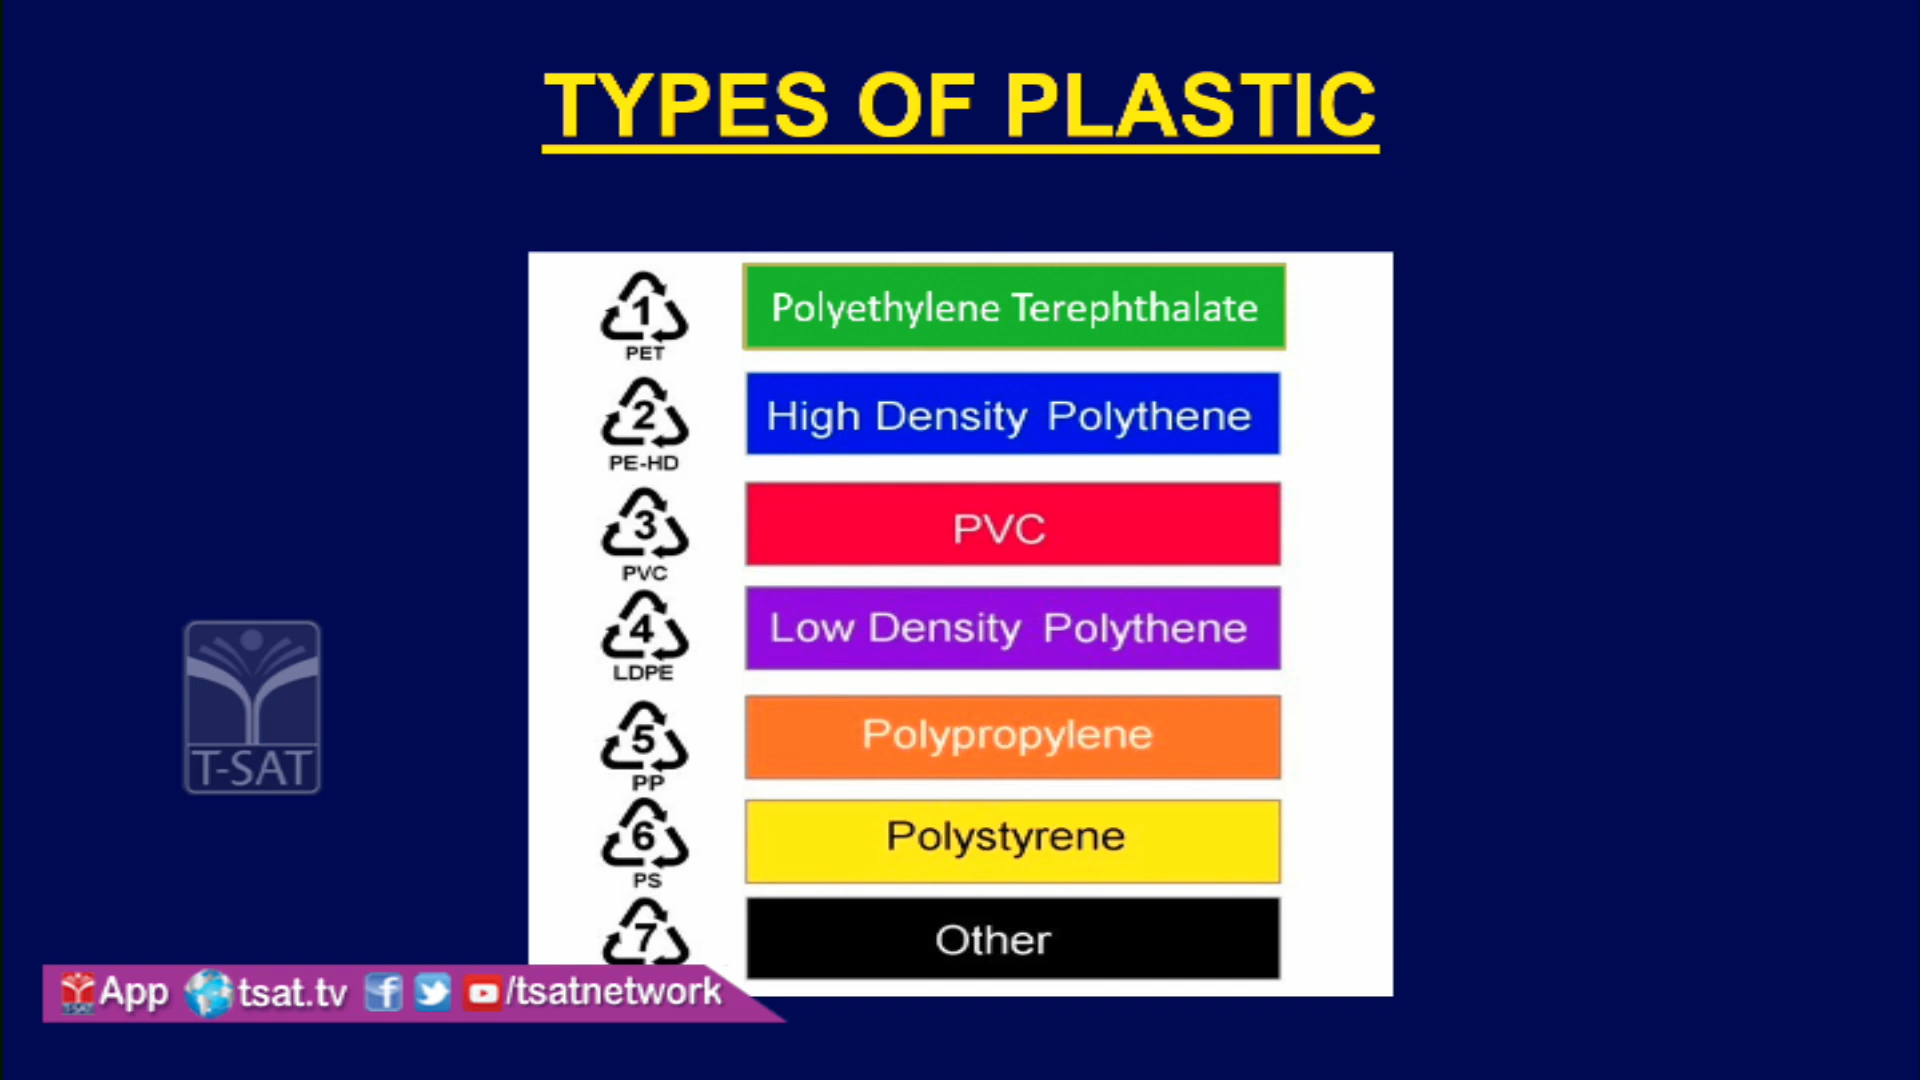 TYPES OF PLASTIC
1 Polyethylene Terephthalate
PET
2 High Density Polythene
PE-HD
3 PVC
PVC
4 Low Density Polythene
LDPE
5 Polypropylene
PP
6 Polystyrene
PS
7 Other
T-SAT
T-SAT App tsat.tv /tsatnetwork